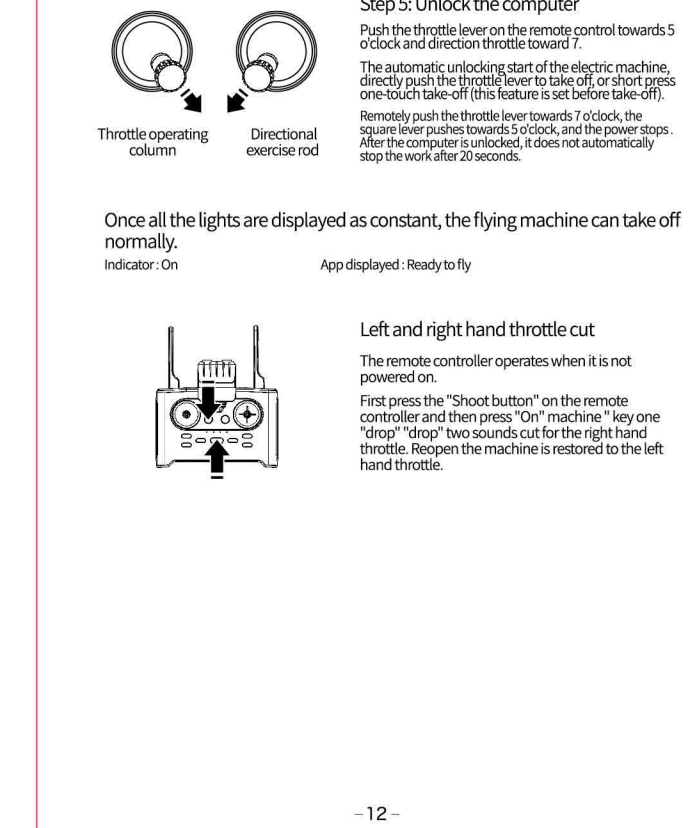 Step 5: Unlock the computer
Push the throttle lever on the remote control towards 5
o'clock and direction throttle toward 7.
The automatic unlocking start of the electric machine,
directly push the throttle lever to take off, or short press
one-touch take-off (this feature is set before take-off).
Remotely push the throttle lever towards 7 o'clock, the
square lever pushes towards 5 o'clock, and the power stops .
After the computer is unlocked, it does not automatically
stop the work after 20 seconds.
Throttle operating
column
Directional
exercise rod
Once all the lights are displayed as constant, the flying machine can take off
normally.
Indicator : On
App displayed : Ready to fly
Left and right hand throttle cut
The remote controller operates when it is not
powered on.
First press the "Shoot button" on the remote
controller and then press "On" machine " key one
"drop" "drop" two sounds cut for the right hand
throttle. Reopen the machine is restored to the left
hand throttle.
– 12 –